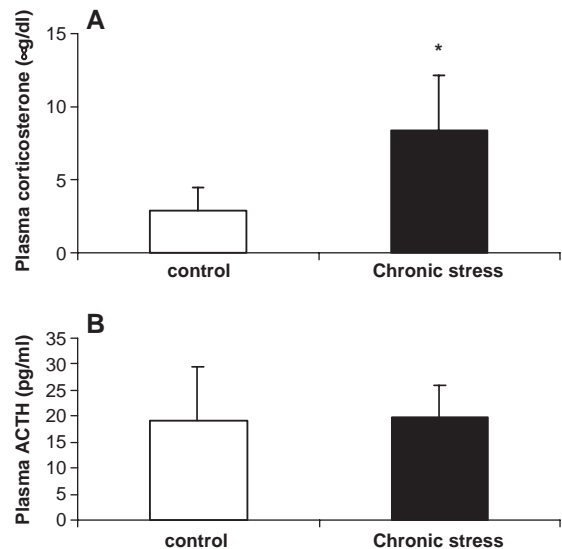 A
Plasma corticosterone (∝g/dl)
15
10
5
0
*
control Chronic stress
B
Plasma ACTH (pg/ml)
35
30
25
20
15
10
5
0
control Chronic stress